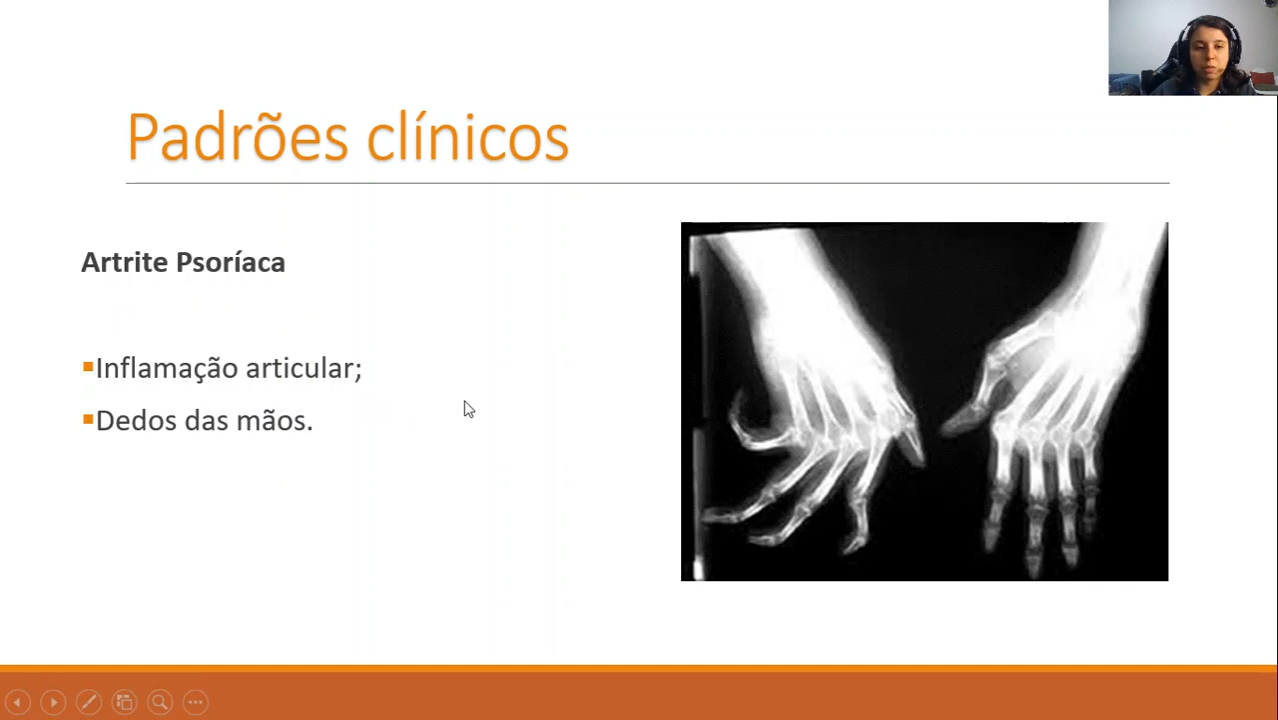 Padrões clínicos
Artrite Psoríaca
Inflamação articular;
Dedos das mãos.